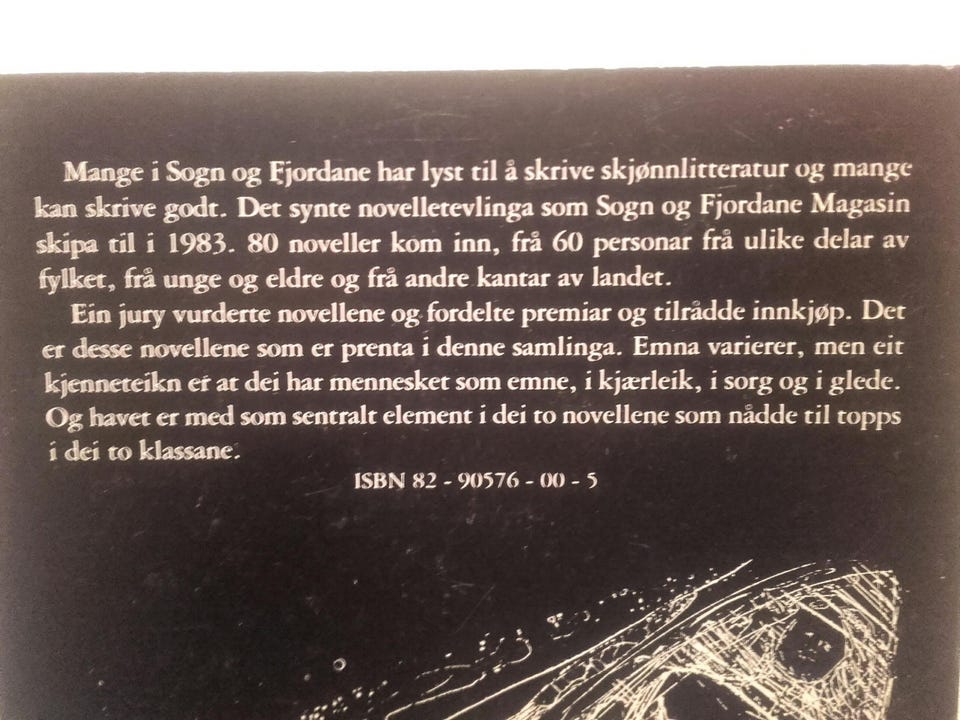 Mange i Sogn og Fjordane har lyst til å skrive skjønnlitteratur og mange
kan skrive godt. Det synte novelletevlinga som Sogn og Fjordane Magasin
skipa til i 1983. 80 noveller kom inn, frå 60 personar frå ulike delar av
fylket, frå unge og eldre og frå andre kantar av landet.
Ein jury vurderte novellene og fordelte premiar og tilrådde innkjøp. Det
er desse novellene som er prenta i denne samlinga. Emna varierer, men eit
kjenneteikn er at dei har mennesket som emne, i kjærleik, i sorg og i glede.
Og havet er med som sentralt element i dei to novellene som nådde til topps
i dei to klassane.
ISBN 82 - 90576 - 00 - 5